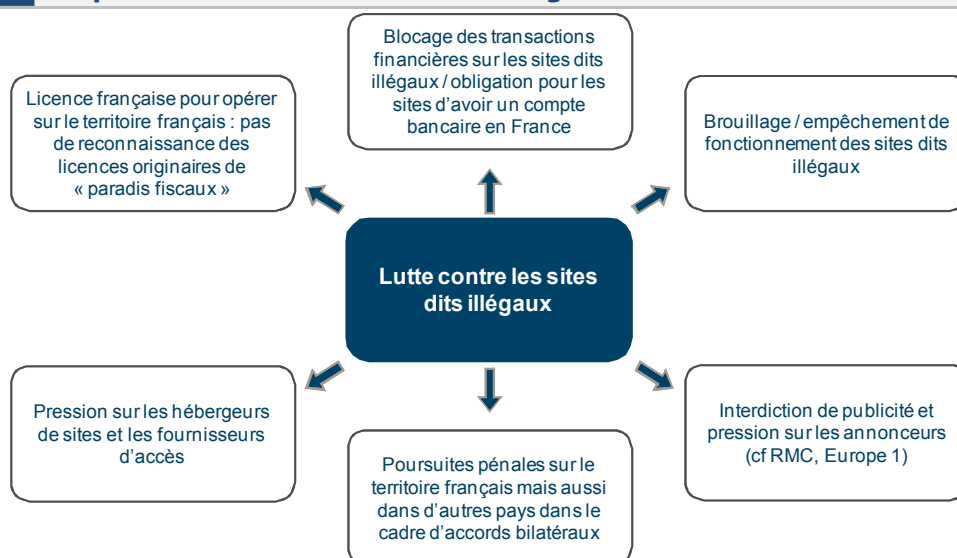 Blocage des transactions
financières sur les sites dits
illégaux / obligation pour les
sites d'avoir un compte
bancaire en France
Licence française pour opérer
sur le territoire français : pas
de reconnaissance des
licences originaires de
« paradis fiscaux »
Brouillage / empêchement de
fonctionnement des sites dits
illégaux
Lutte contre les sites
dits illégaux
Pression sur les hébergeurs
de sites et les fournisseurs
d'accès
Poursuites pénales sur le
territoire français mais aussi
dans d'autres pays dans le
cadre d'accords bilatéraux
Interdiction de publicité et
pression sur les annonceurs
(cf RMC, Europe 1)